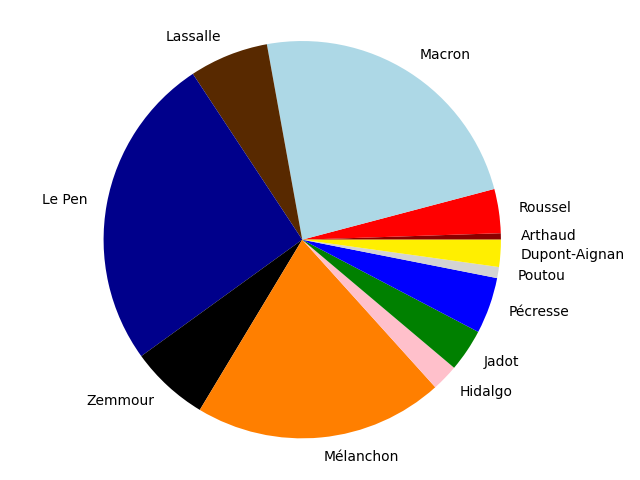 Lassalle
Macron
Le Pen
Roussel
Arthaud
Dupont-Aignan
Poutou
Pécresse
Jadot
Hidalgo
Zemmour
Mélanchon